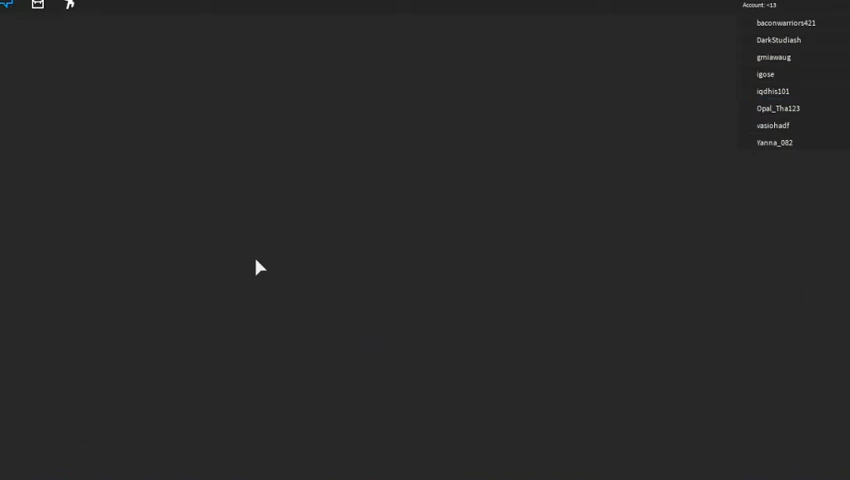 Account: <13
baconwarriors421
DarkStudiash
gmiawaug
igose
iqdhis101
Opal_Tha123
vasiohadf
Yanna_082